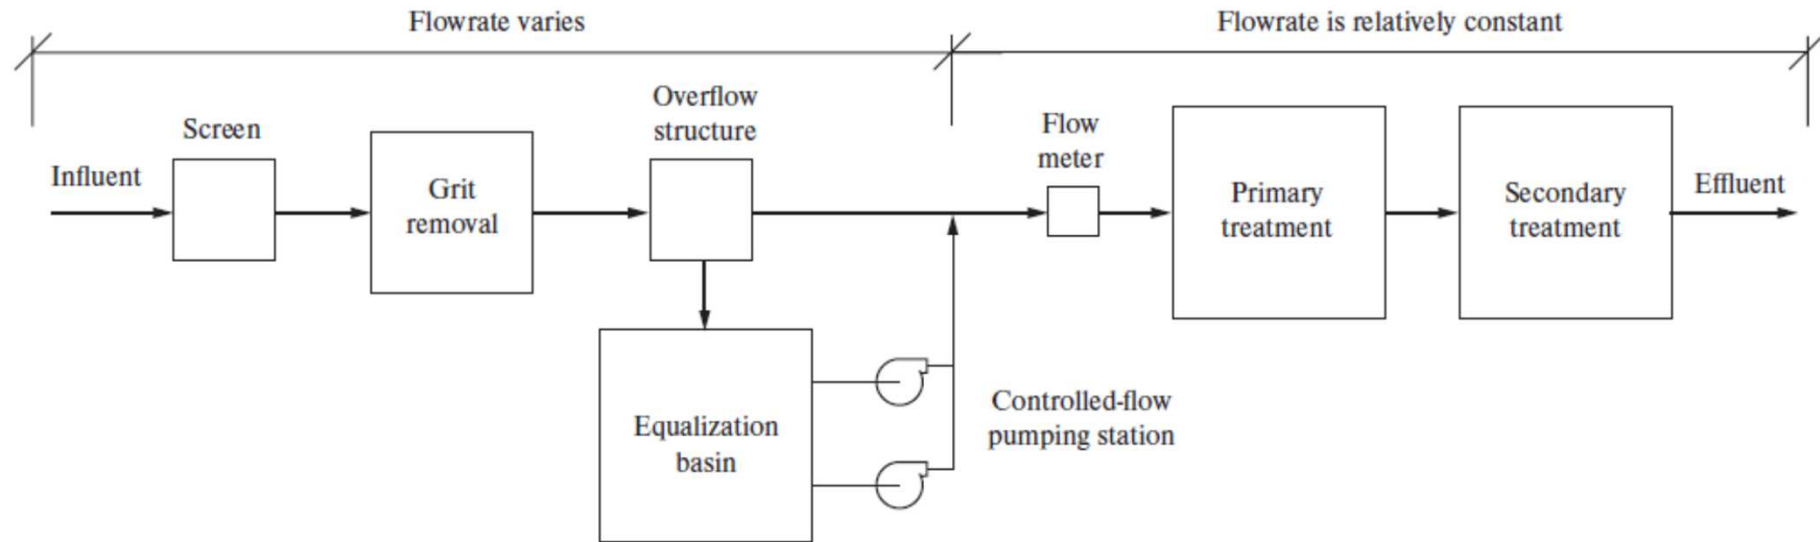 Flowrate varies
Flowrate is relatively constant
Screen
Overflow
structure
Flow
meter
Influent
Grit
removal
Primary
treatment
Secondary
treatment
Effluent
Equalization
basin
Controlled-flow
pumping station